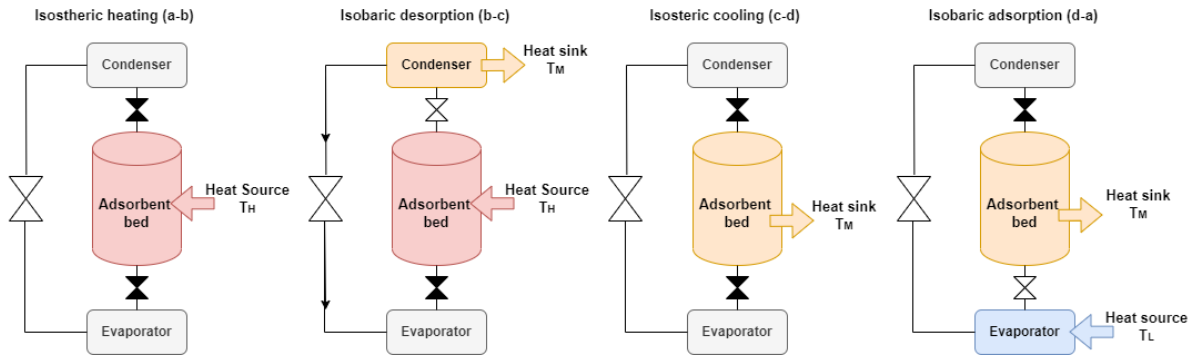 Isostheric heating (a-b)
Condenser
Adsorbent
bed
Heat Source
TH
Evaporator
Isobaric desorption (b-c)
Condenser
Heat sink
TM
Adsorbent
bed
Heat Source
TH
Evaporator
Isosteric cooling (c-d)
Condenser
Adsorbent
bed
Heat sink
TM
Evaporator
Isobaric adsorption (d-a)
Condenser
Adsorbent
bed
Heat sink
TM
Evaporator
Heat source
TL